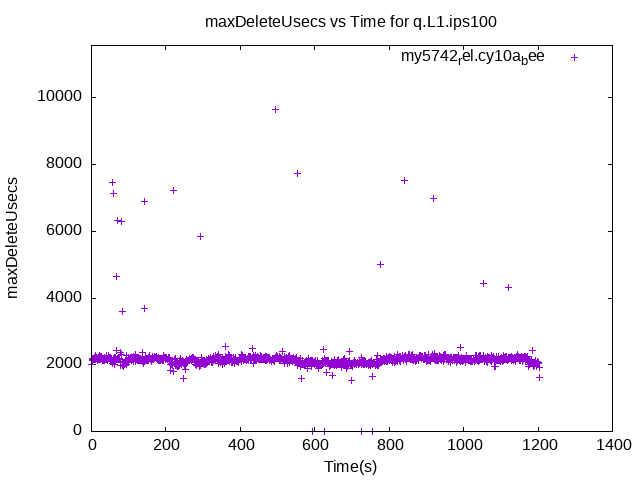 maxDeleteUsecs vs Time for q.L1.ips100
my5742rel.cy10abee
10000
8000
6000
4000
2000
0
maxDeleteUsecs
0 200 400 600 800 1000 1200 1400
Time(s)